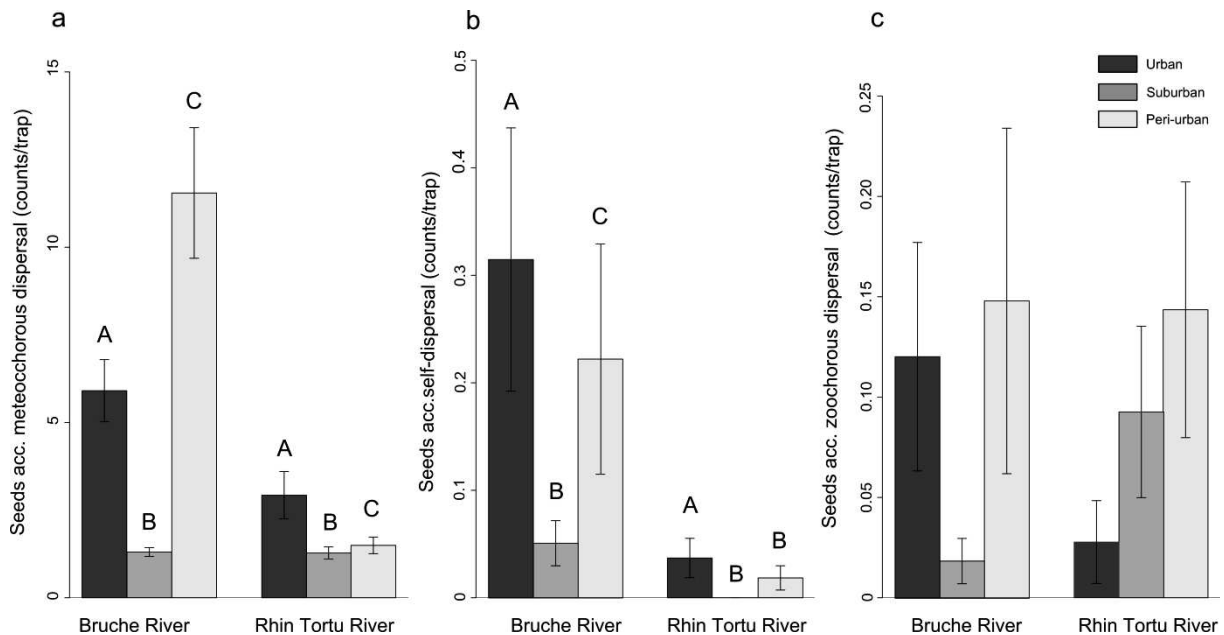 a
Seeds acc. meteocchorous dispersal (counts/trap)
15
10
5
0
A
B
C
A
B
C
Bruche River
Rhin Tortu River
b
Seeds acc.self-dispersal (counts/trap)
0.5
0.4
0.3
0.2
0.1
0
A
B
C
A
B
B
Bruche River
Rhin Tortu River
c
Seeds acc. zoochorous dispersal (counts/trap)
0.25
0.20
0.15
0.10
0.05
0
Urban
Suburban
Peri-urban
Bruche River
Rhin Tortu River